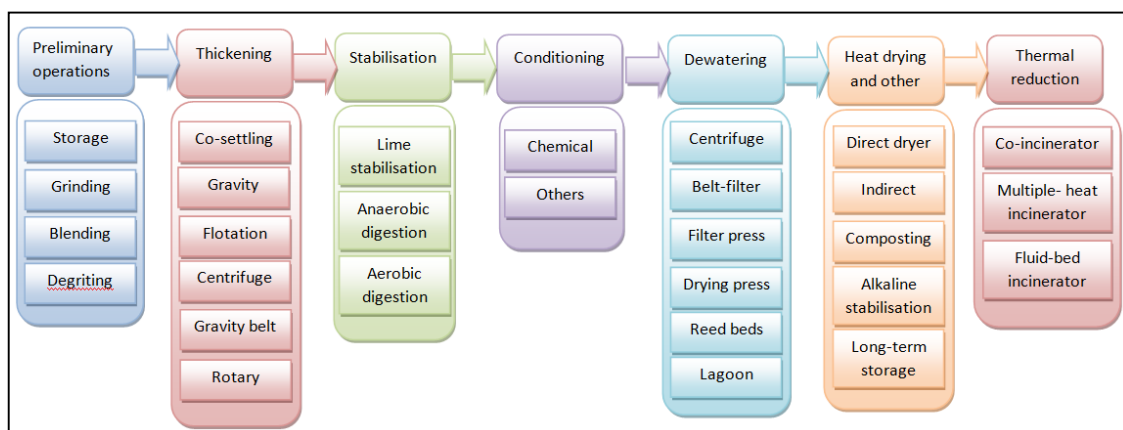 Preliminary
operations
Storage
Grinding
Blending
Degriting
Thickening
Co-settling
Gravity
Flotation
Centrifuge
Gravity belt
Rotary
Stabilisation
Lime
stabilisation
Anaerobic
digestion
Aerobic
digestion
Conditioning
Chemical
Others
Dewatering
Centrifuge
Belt-filter
Filter press
Drying press
Reed beds
Lagoon
Heat drying
and other
Direct dryer
Indirect
Composting
Alkaline
stabilisation
Long-term
storage
Thermal
reduction
Co-incinerator
Multiple- heat
incinerator
Fluid-bed
incinerator